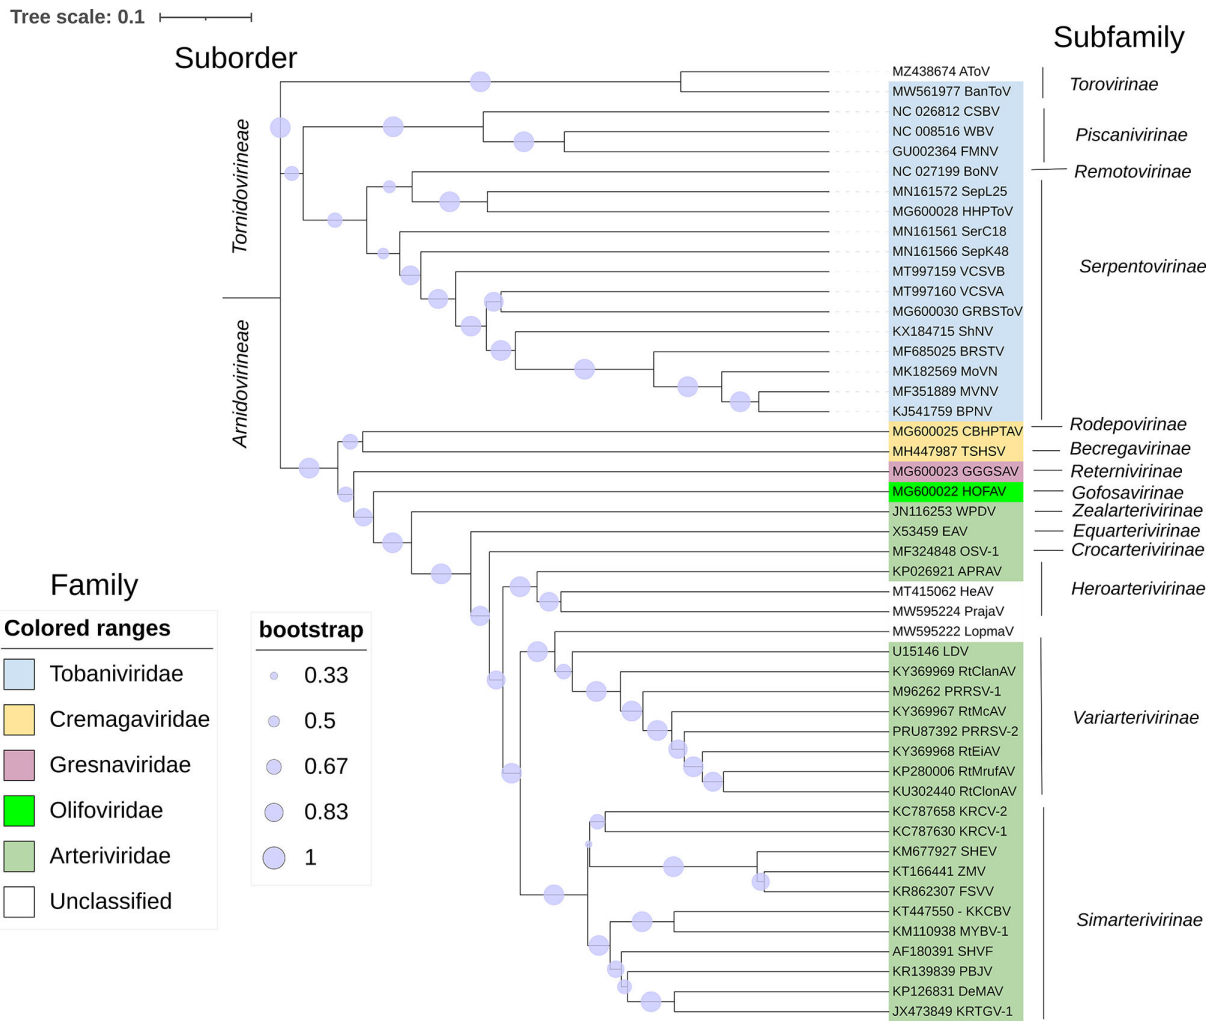 Tree scale: 0.1
Suborder
Subfamily
Tornidovirineae
Arnidovirineae
MZ438674 AToV
MW561977 BanToV
NC 026812 CSBV
NC 008516 WBV
GU002364 FMNV
NC 027199 BoNV
MN161572 SepL25
MG600028 HHPToV
MN161561 SerC18
MN161566 SepK48
MT997159 VCSVB
MT997160 VCSVA
MG600030 GRBSToV
KX184715 ShNV
MF685025 BRSTV
MK182569 MoVN
MF351889 MVNV
KJ541759 BPNV
MG600025 CBHPTAV
MH447987 TSHSV
MG600023 GGGSAV
MG600022 HOFAV
JN116253 WPDV
X53459 EAV
MF324848 OSV-1
KP026921 APRAV
MT415062 HeAV
MW595224 PrajaV
MW595222 LopmaV
U15146 LDV
KY369969 RtClanAV
M96262 PRRSV-1
KY369967 RtMcAV
PRU87392 PRRSV-2
KY369968 RtEiAV
KP280006 RtMrufAV
KU302440 RtClonAV
KC787658 KRCV-2
KC787630 KRCV-1
KM677927 SHEV
KT166441 ZMV
KR862307 FSVV
KT447550 - KKCBV
KM110938 MYBV-1
AF180391 SHVF
KR139839 PBJV
KP126831 DeMAV
JX473849 KRTGV-1
Torovirinae
Piscanivirinae
Remotovirinae
Serpentovirinae
Rodepovirinae
Becregavirinae
Reternivirinae
Gofosavirinae
Zealarterivirinae
Equarterivirinae
Crocarterivirinae
Heroarterivirinae
Variarterivirinae
Simarterivirinae
Family
Colored ranges
Tobaniviridae
Cremagaviridae
Gresnaviridae
Olifoviridae
Arteriviridae
Unclassified
bootstrap
0.33
0.5
0.67
0.83
1